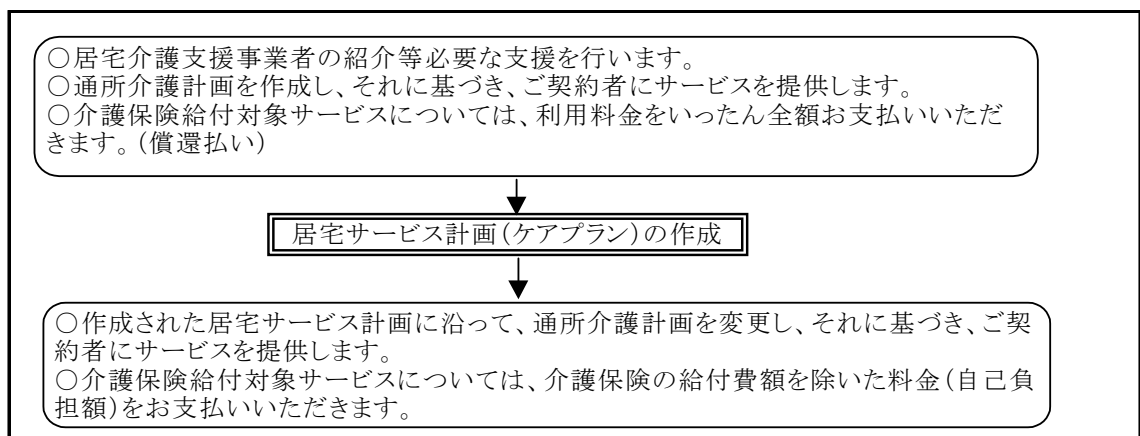 ○居宅介護支援事業者の紹介等必要な支援を行います。
○通所介護計画を作成し、それに基づき、ご契約者にサービスを提供します。
○介護保険給付対象サービスについては、利用料金をいったん全額お支払いいただ
きます。(償還払い)
居宅サービス計画(ケアプラン)の作成
○作成された居宅サービス計画に沿って、通所介護計画を変更し、それに基づき、ご契
約者にサービスを提供します。
○介護保険給付対象サービスについては、介護保険の給付費額を除いた料金(自己負
担額)をお支払いいただきます。